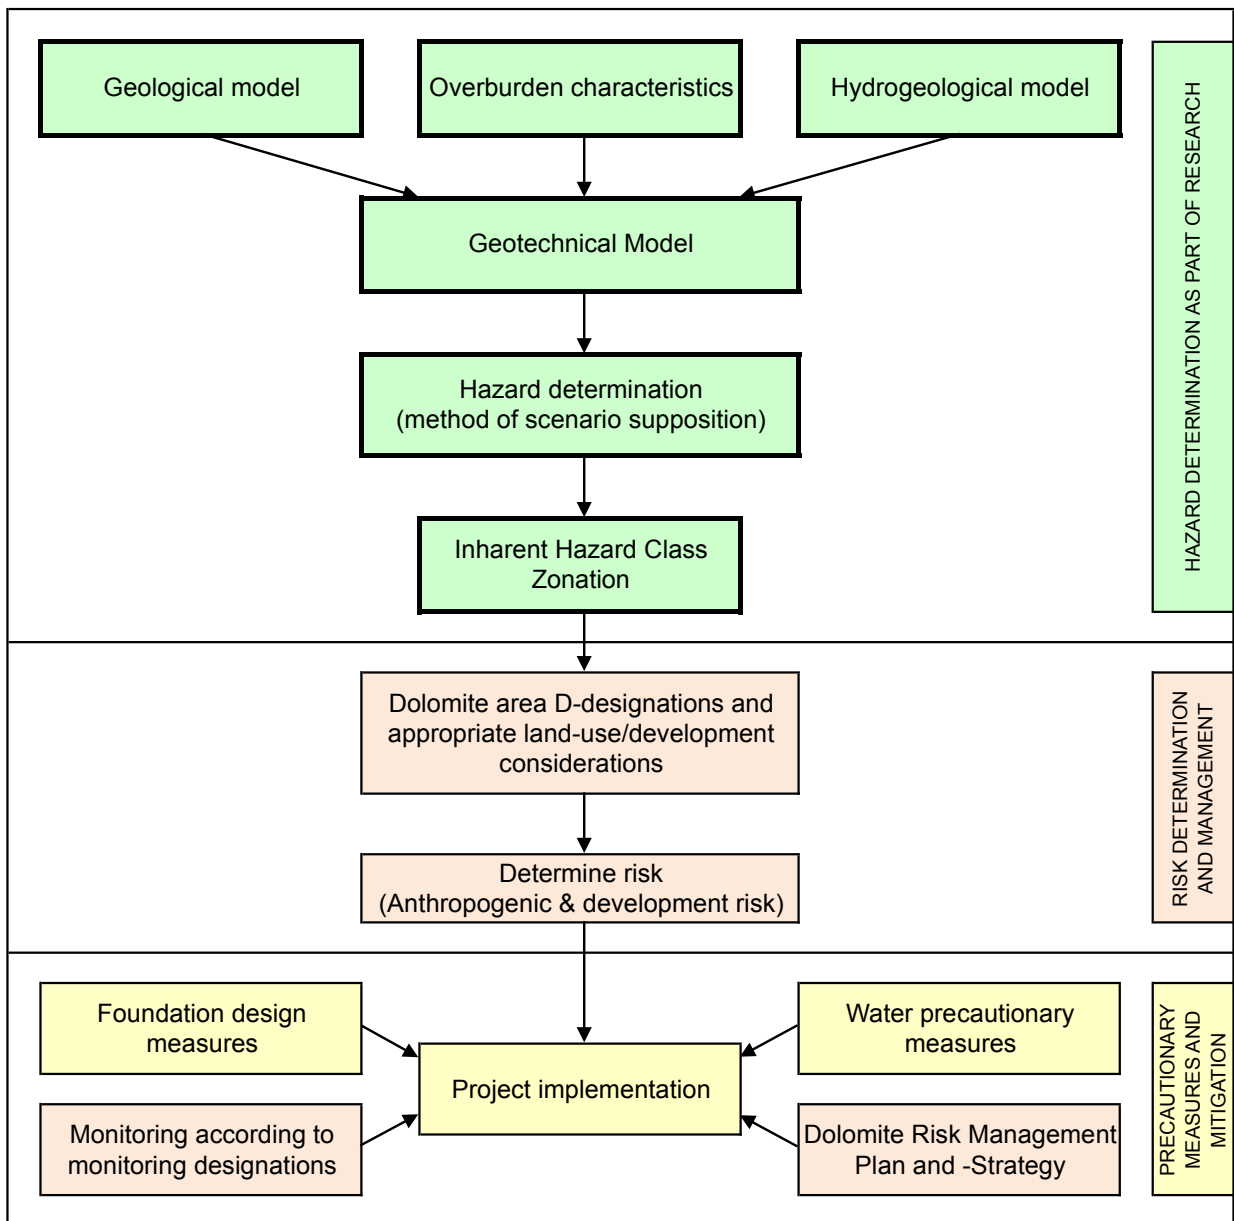 Geological model
Overburden characteristics
Hydrogeological model
Geotechnical Model
Hazard determination
(method of scenario supposition)
Inharent Hazard Class
Zonation
HAZARD DETERMINATION AS PART OF RESEARCH
Dolomite area D-designations and
appropriate land-use/development
considerations
Determine risk
(Anthropogenic & development risk)
RISK DETERMINATION
AND MANAGEMENT
Foundation design
measures
Water precautionary
measures
Project implementation
Monitoring according to
monitoring designations
Dolomite Risk Management
Plan and -Strategy
PRECAUTIONARY
MEASURES AND
MITIGATION